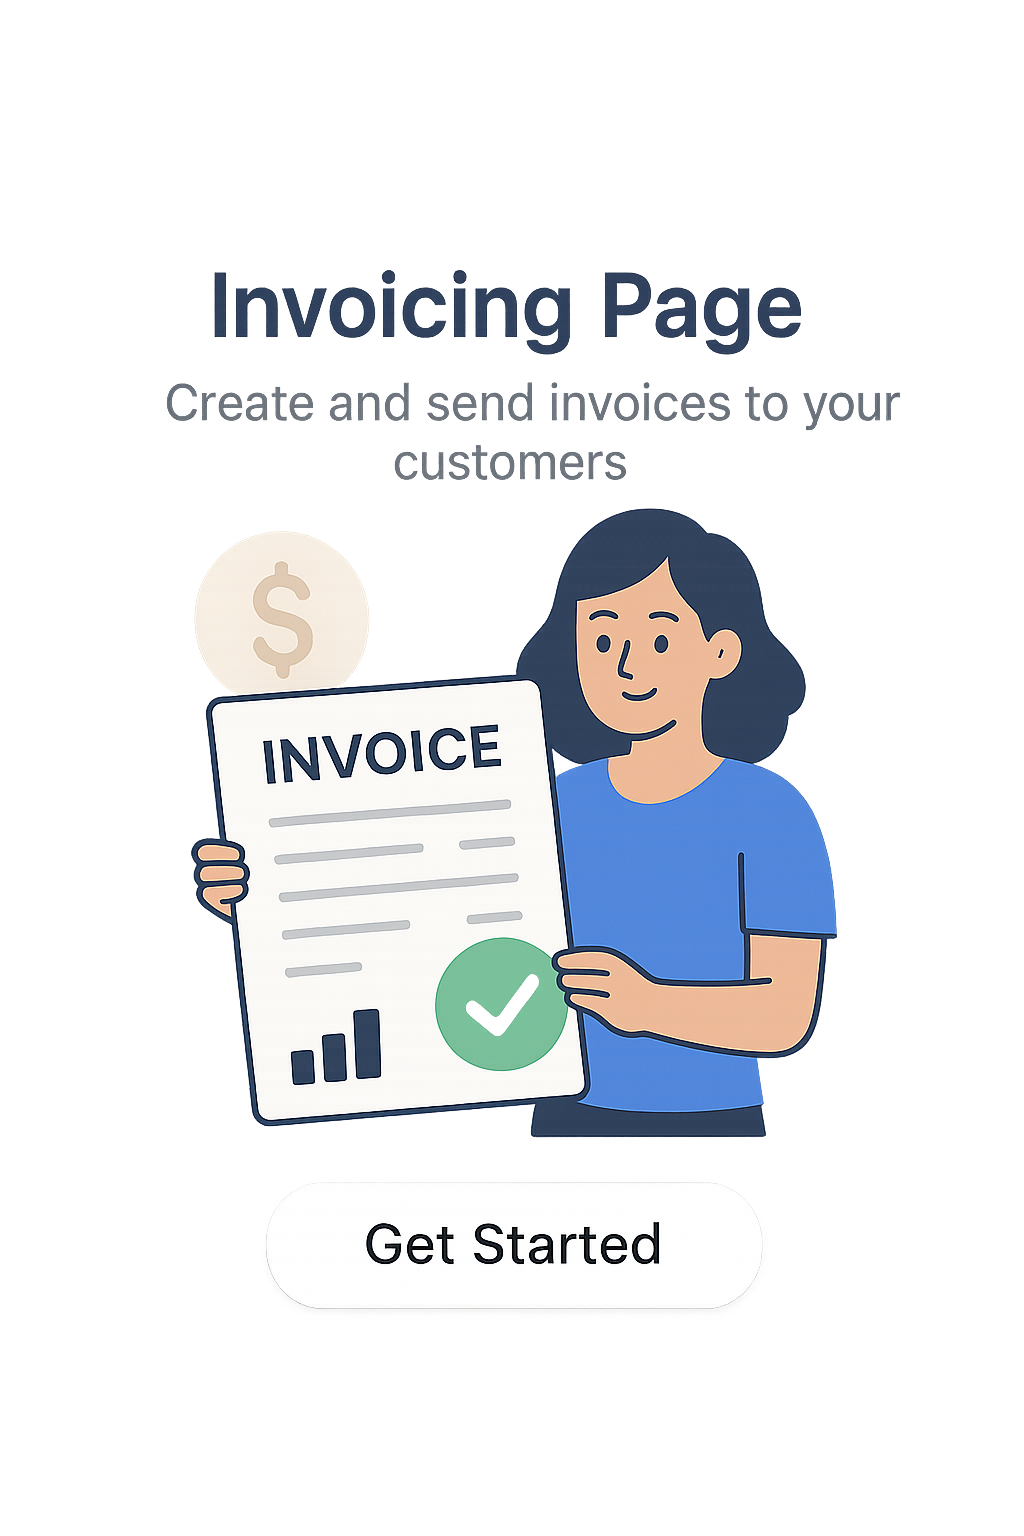 Invoicing Page
Create and send invoices to your
customers
$
INVOICE
Get Started